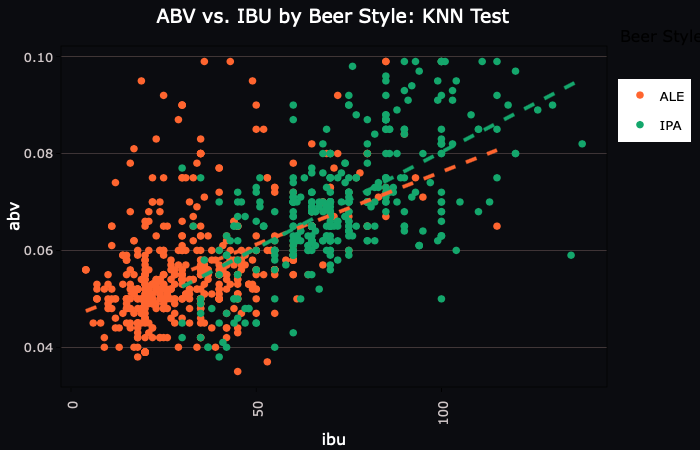 ABV vs. IBU by Beer Style: KNN Test
Beer Style
ALE
IPA
abv
0.10
0.08
0.06
0.04
0
50
100
ibu